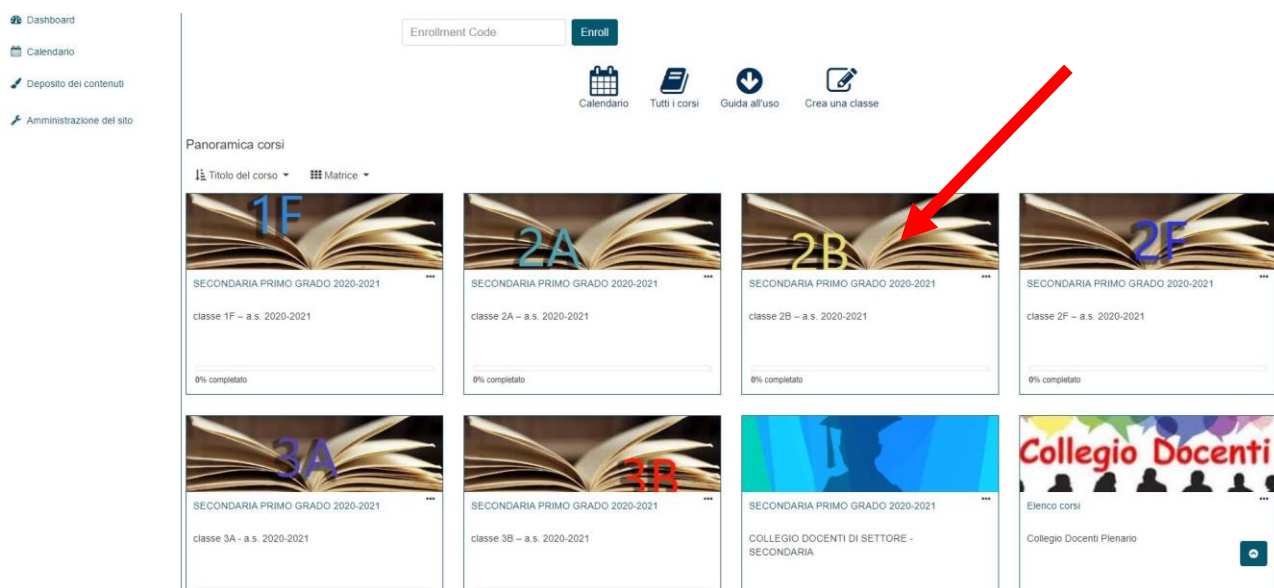 Dashboard
Calendario
Deposito dei contenuti
Amministrazione del sito
Enrollment Code Enroll
Calendario Tutti i corsi Guida all'uso Crea una classe
Panoramica corsi
Titolo del corso Matrice
1F 2A 2B 2F
SECONDARIA PRIMO GRADO 2020-2021 SECONDARIA PRIMO GRADO 2020-2021 SECONDARIA PRIMO GRADO 2020-2021 SECONDARIA PRIMO GRADO 2020-2021
classe 1F – a.s. 2020-2021 classe 2A – a.s. 2020-2021 classe 2B – a.s. 2020-2021 classe 2F – a.s. 2020-2021
0% completato 0% completato 0% completato 0% completato
3A 3B Collegio Docenti
SECONDARIA PRIMO GRADO 2020-2021 SECONDARIA PRIMO GRADO 2020-2021 SECONDARIA PRIMO GRADO 2020-2021 Elenco corsi
classe 3A - a.s. 2020-2021 classe 3B – a.s. 2020-2021 COLLEGIO DOCENTI DI SETTORE - Collegio Docenti Plenario
SECONDARIA